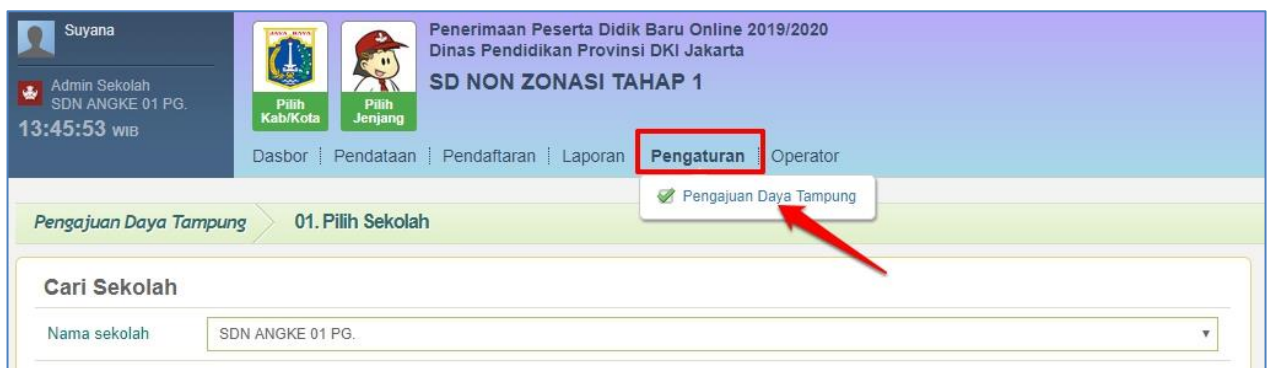 Suyana
Admin Sekolah
SDN ANGKE 01 PG.
13:45:53 WIB
JAYA RAYA
Pilih
Kab/Kota
Pilih
Jenjang
Penerimaan Peserta Didik Baru Online 2019/2020
Dinas Pendidikan Provinsi DKI Jakarta
SD NON ZONASI TAHAP 1
Dasbor Pendataan Pendaftaran Laporan Pengaturan Operator
Pengajuan Daya Tampung
Pengajuan Daya Tampung 01. Pilih Sekolah
Cari Sekolah
Nama sekolah SDN ANGKE 01 PG.